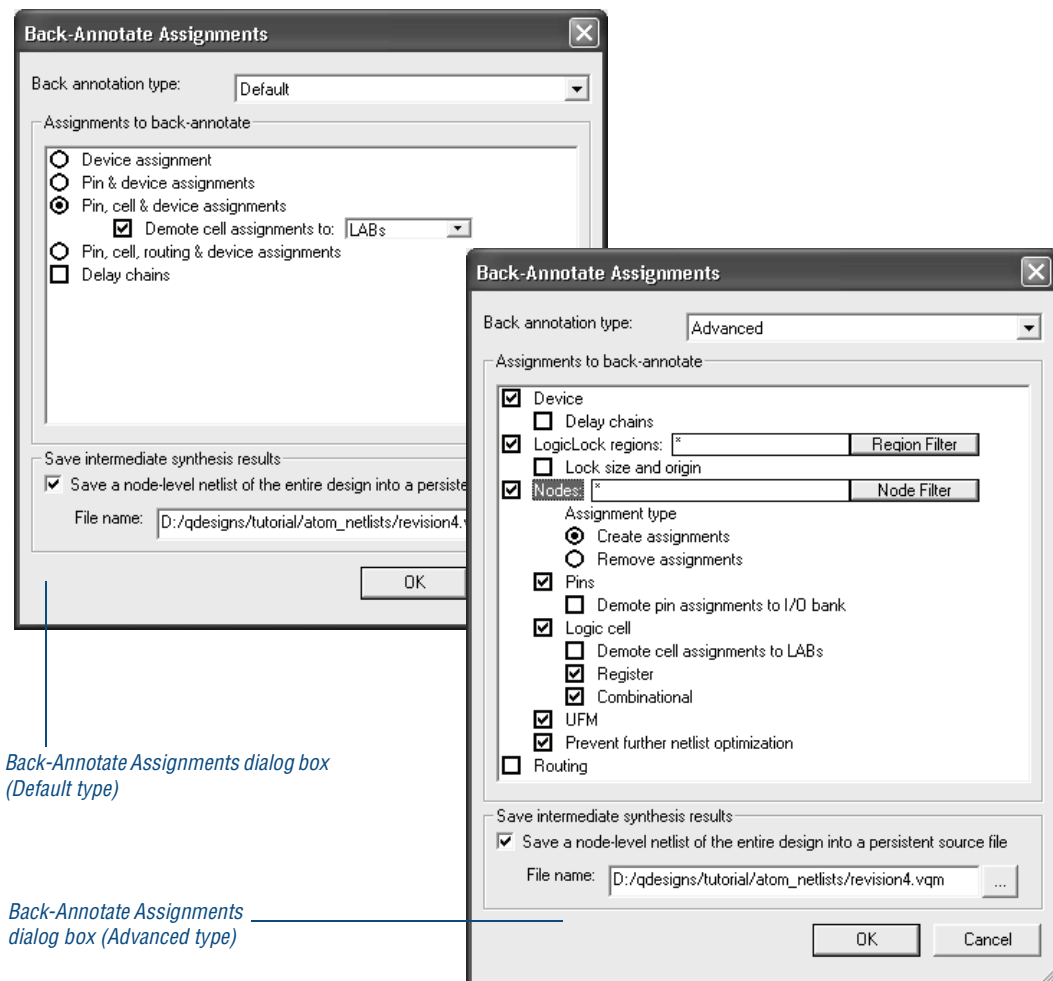 Back-Annotate Assignments
Back annotation type: Default
Assignments to back-annotate
Device assignment
Pin & device assignments
Pin, cell & device assignments
Demote cell assignments to: LABs
Pin, cell, routing & device assignments
Delay chains
Save intermediate synthesis results
Save a node-level netlist of the entire design into a persiste
File name: D:/qdesigns/tutorial/atom_netlists/revision4.v
OK
Back-Annotate Assignments dialog box
(Default type)
Back-Annotate Assignments
Back annotation type: Advanced
Assignments to back-annotate
Device
Delay chains
LogicLock regions: * Region Filter
Lock size and origin
Nodes: * Node Filter
Assignment type
Create assignments
Remove assignments
Pins
Demote pin assignments to I/O bank
Logic cell
Demote cell assignments to LABs
Register
Combinational
UFM
Prevent further netlist optimization
Routing
Save intermediate synthesis results
Save a node-level netlist of the entire design into a persistent source file
File name: D:/qdesigns/tutorial/atom_netlists/revision4.vqm ...
OK Cancel
Back-Annotate Assignments
dialog box (Advanced type)